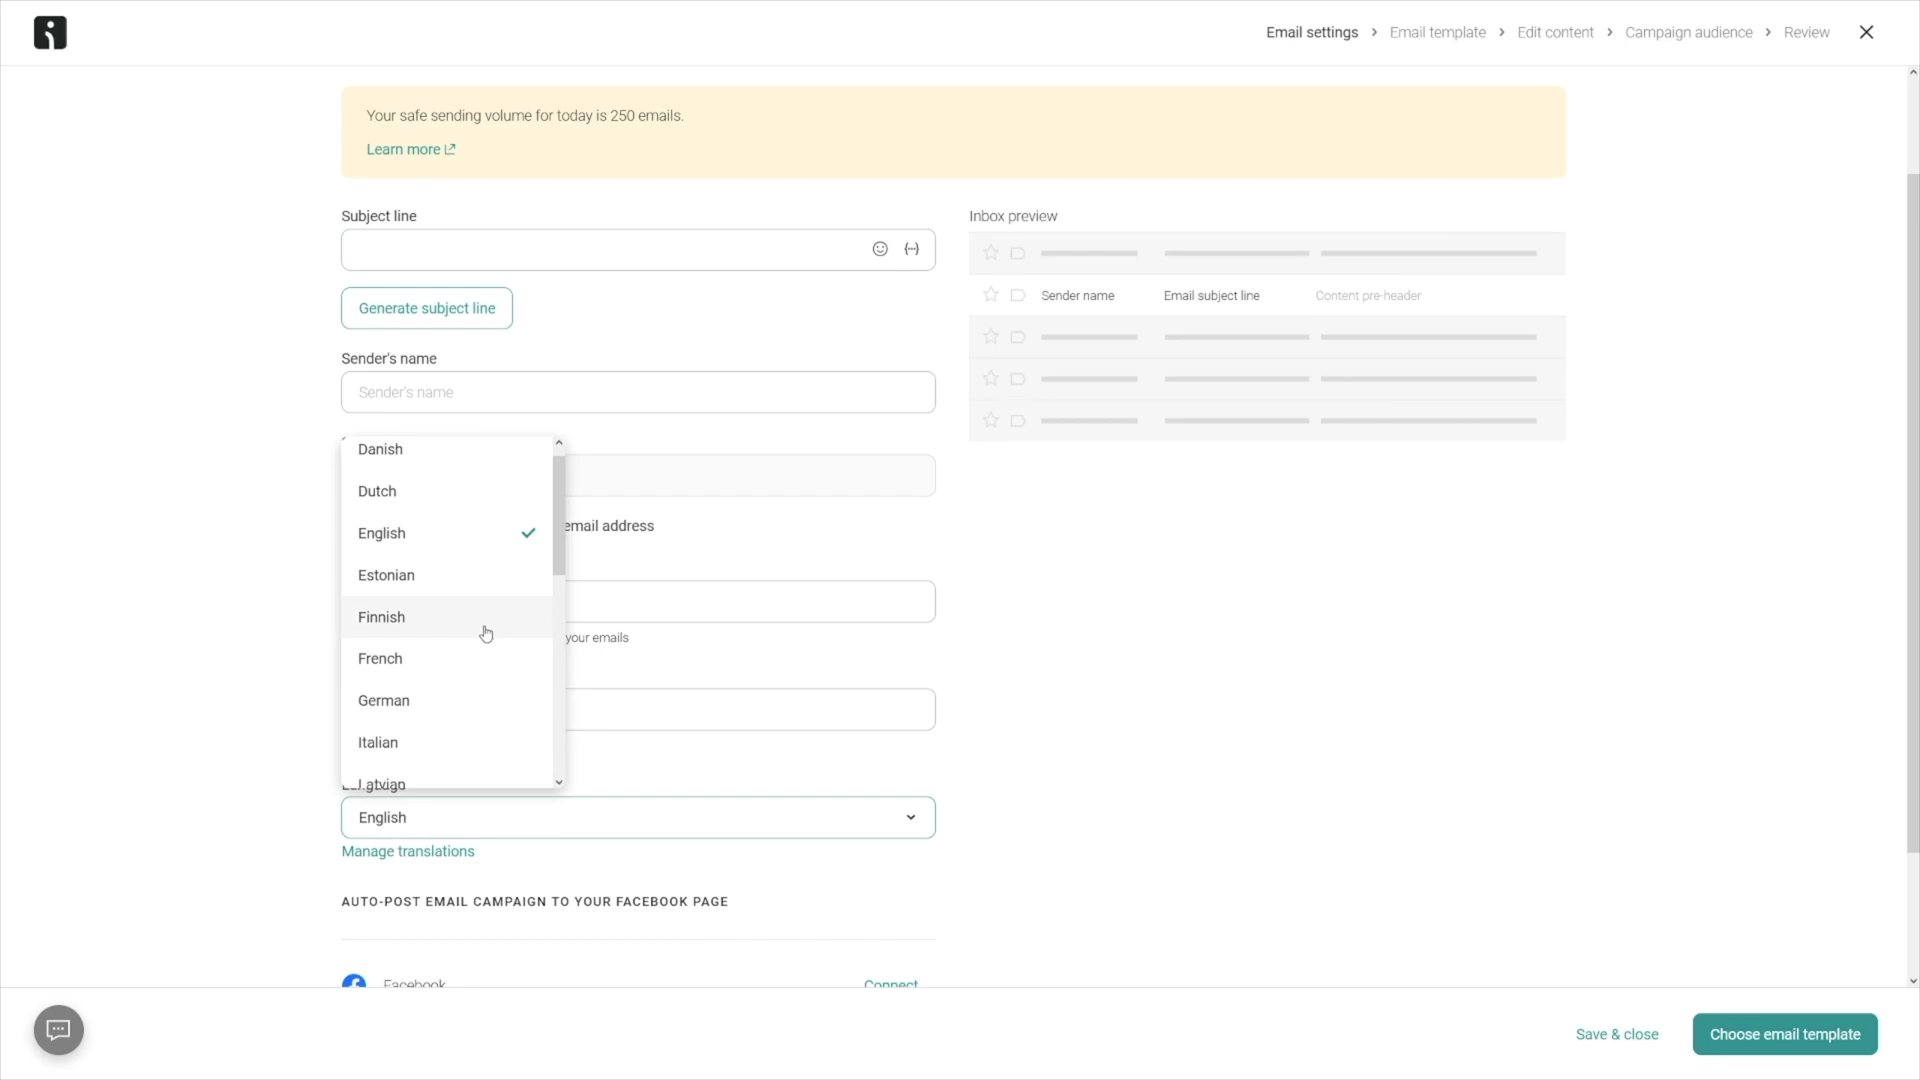 Email settings > Email template > Edit content > Campaign audience > Review
Your safe sending volume for today is 250 emails.
Learn more
Subject line
Generate subject line
Sender's name
Sender's name
Danish
Dutch
English
Estonian
Finnish
French
German
Italian
Latvian
email address
your emails
English
Manage translations
AUTO-POST EMAIL CAMPAIGN TO YOUR FACEBOOK PAGE
Facebook
Connect
Inbox preview
Sender name
Email subject line
Content pre-header
Save & close
Choose email template